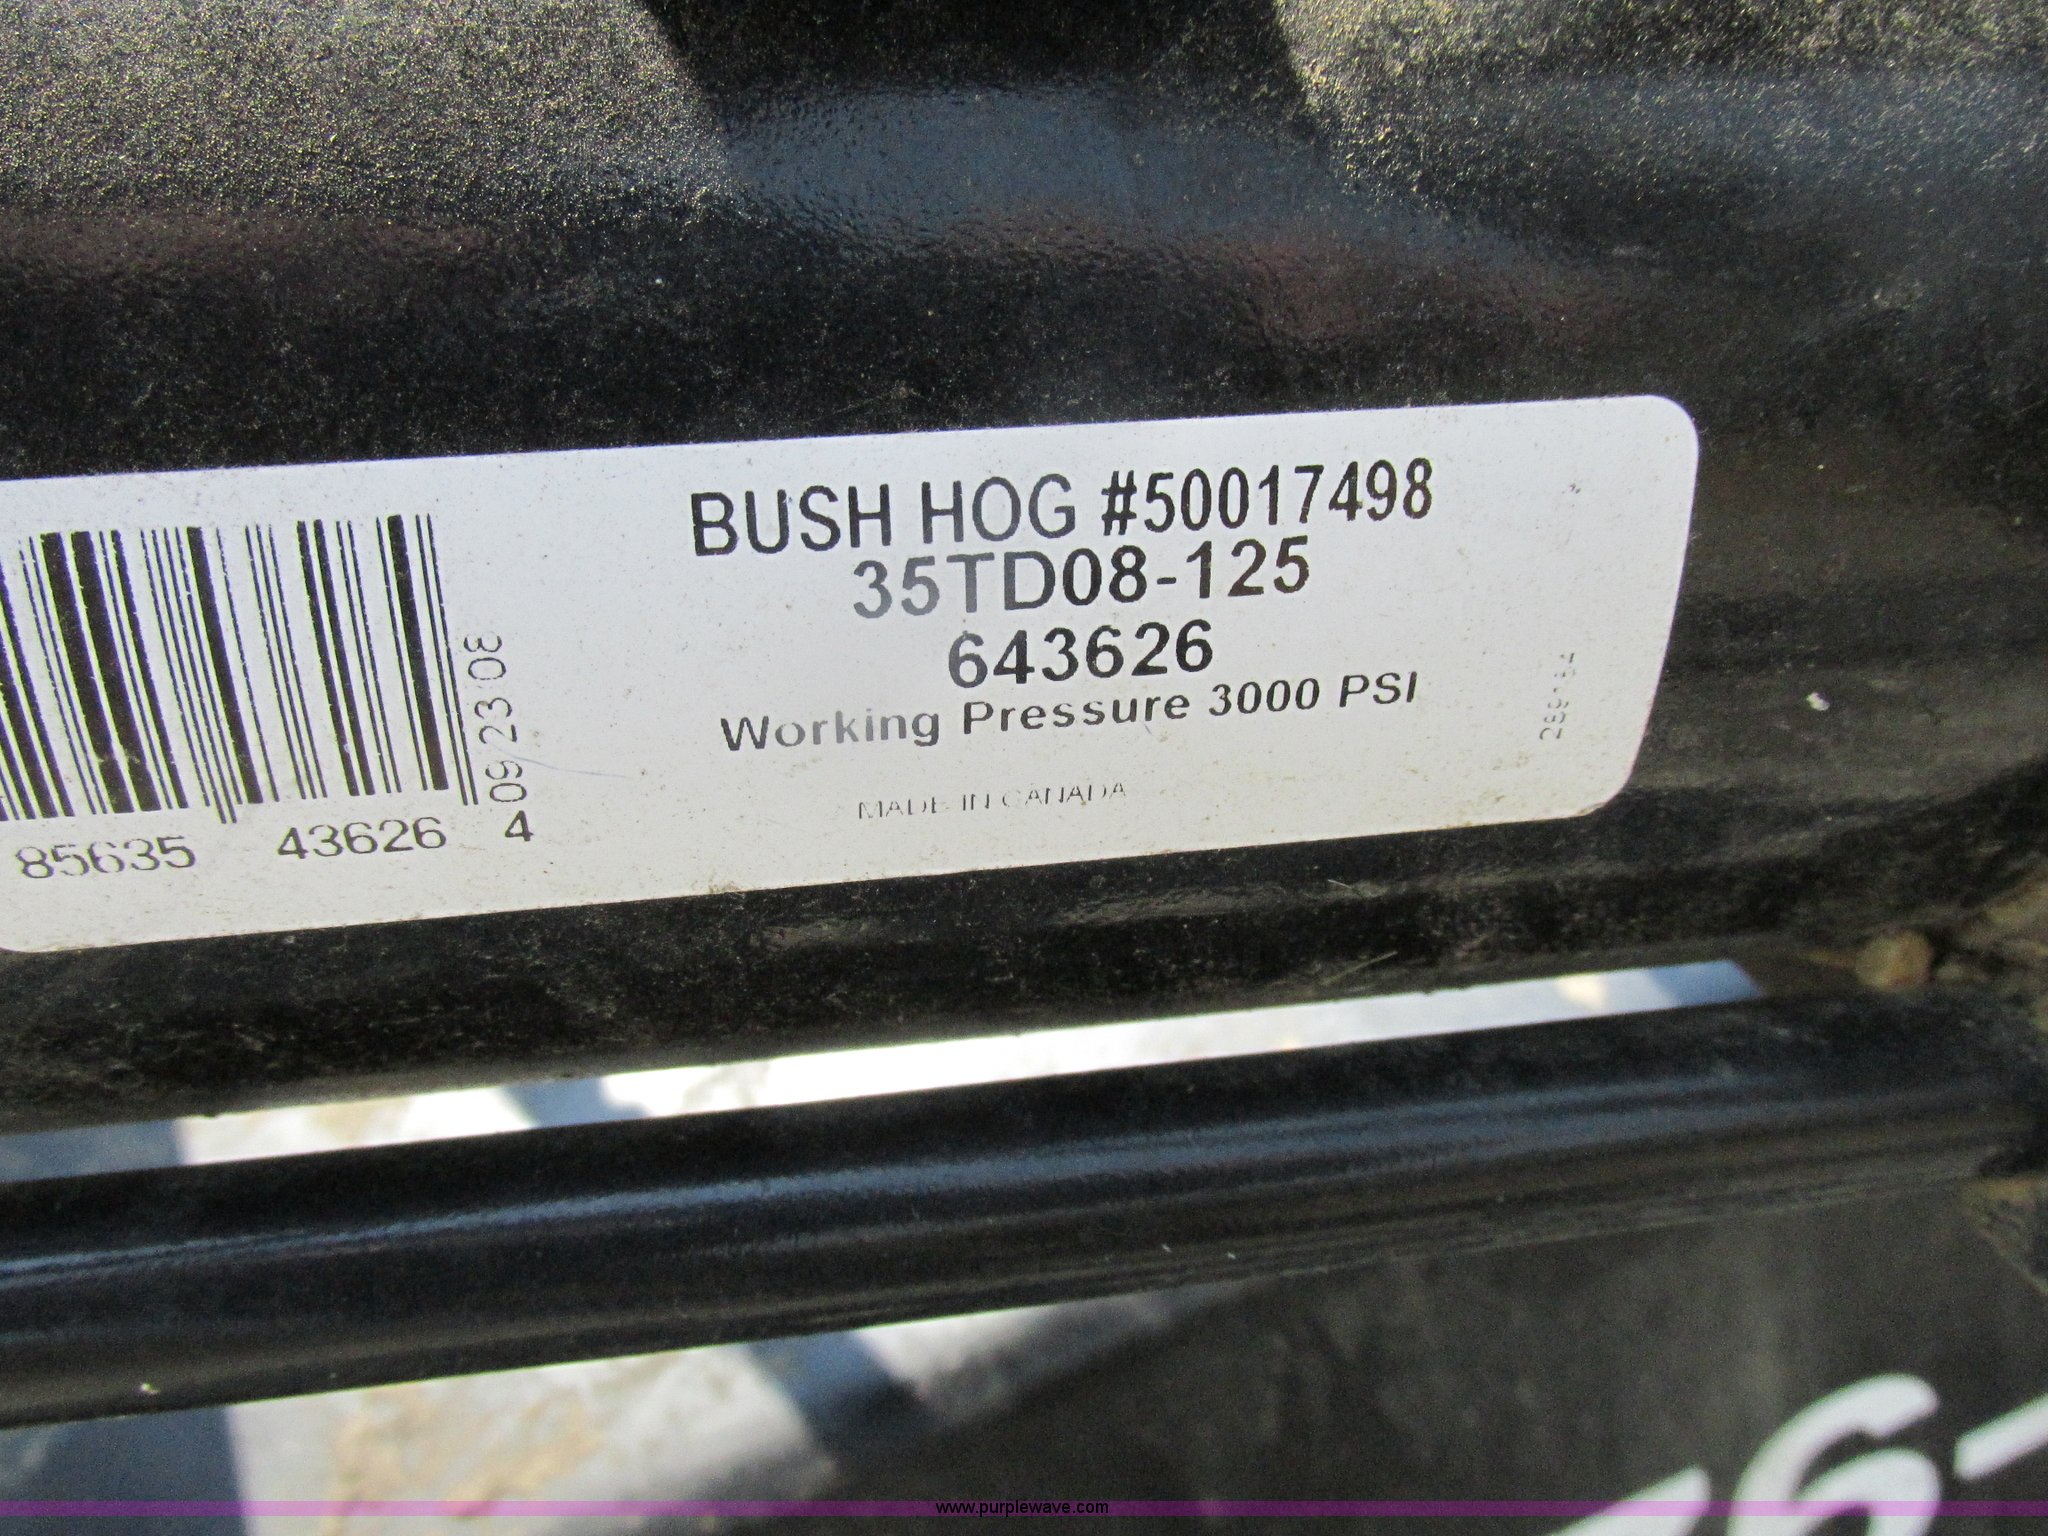 BUSH HOG #50017498
35TD08-125
643626
Working Pressure 3000 PSI
MADE IN CANADA
09/23/08
85635 43626 4
www.purplewave.com